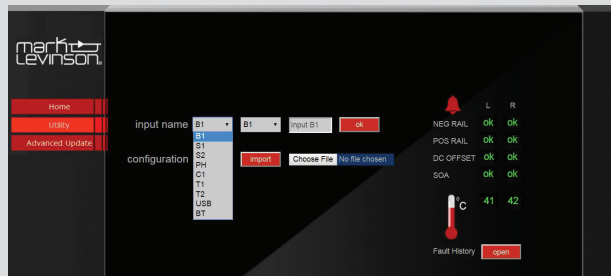 mark
Levinson®
Home
Utility
Advanced Update
input name B1 B1 Input B1 ok
B1
S1
S2
PH
C1
T1
T2
USB
BT
configuration import Choose File No file chosen
L R
NEG RAIL ok ok
POS RAIL ok ok
DC OFFSET ok ok
SOA ok ok
°C 41 42
Fault History open